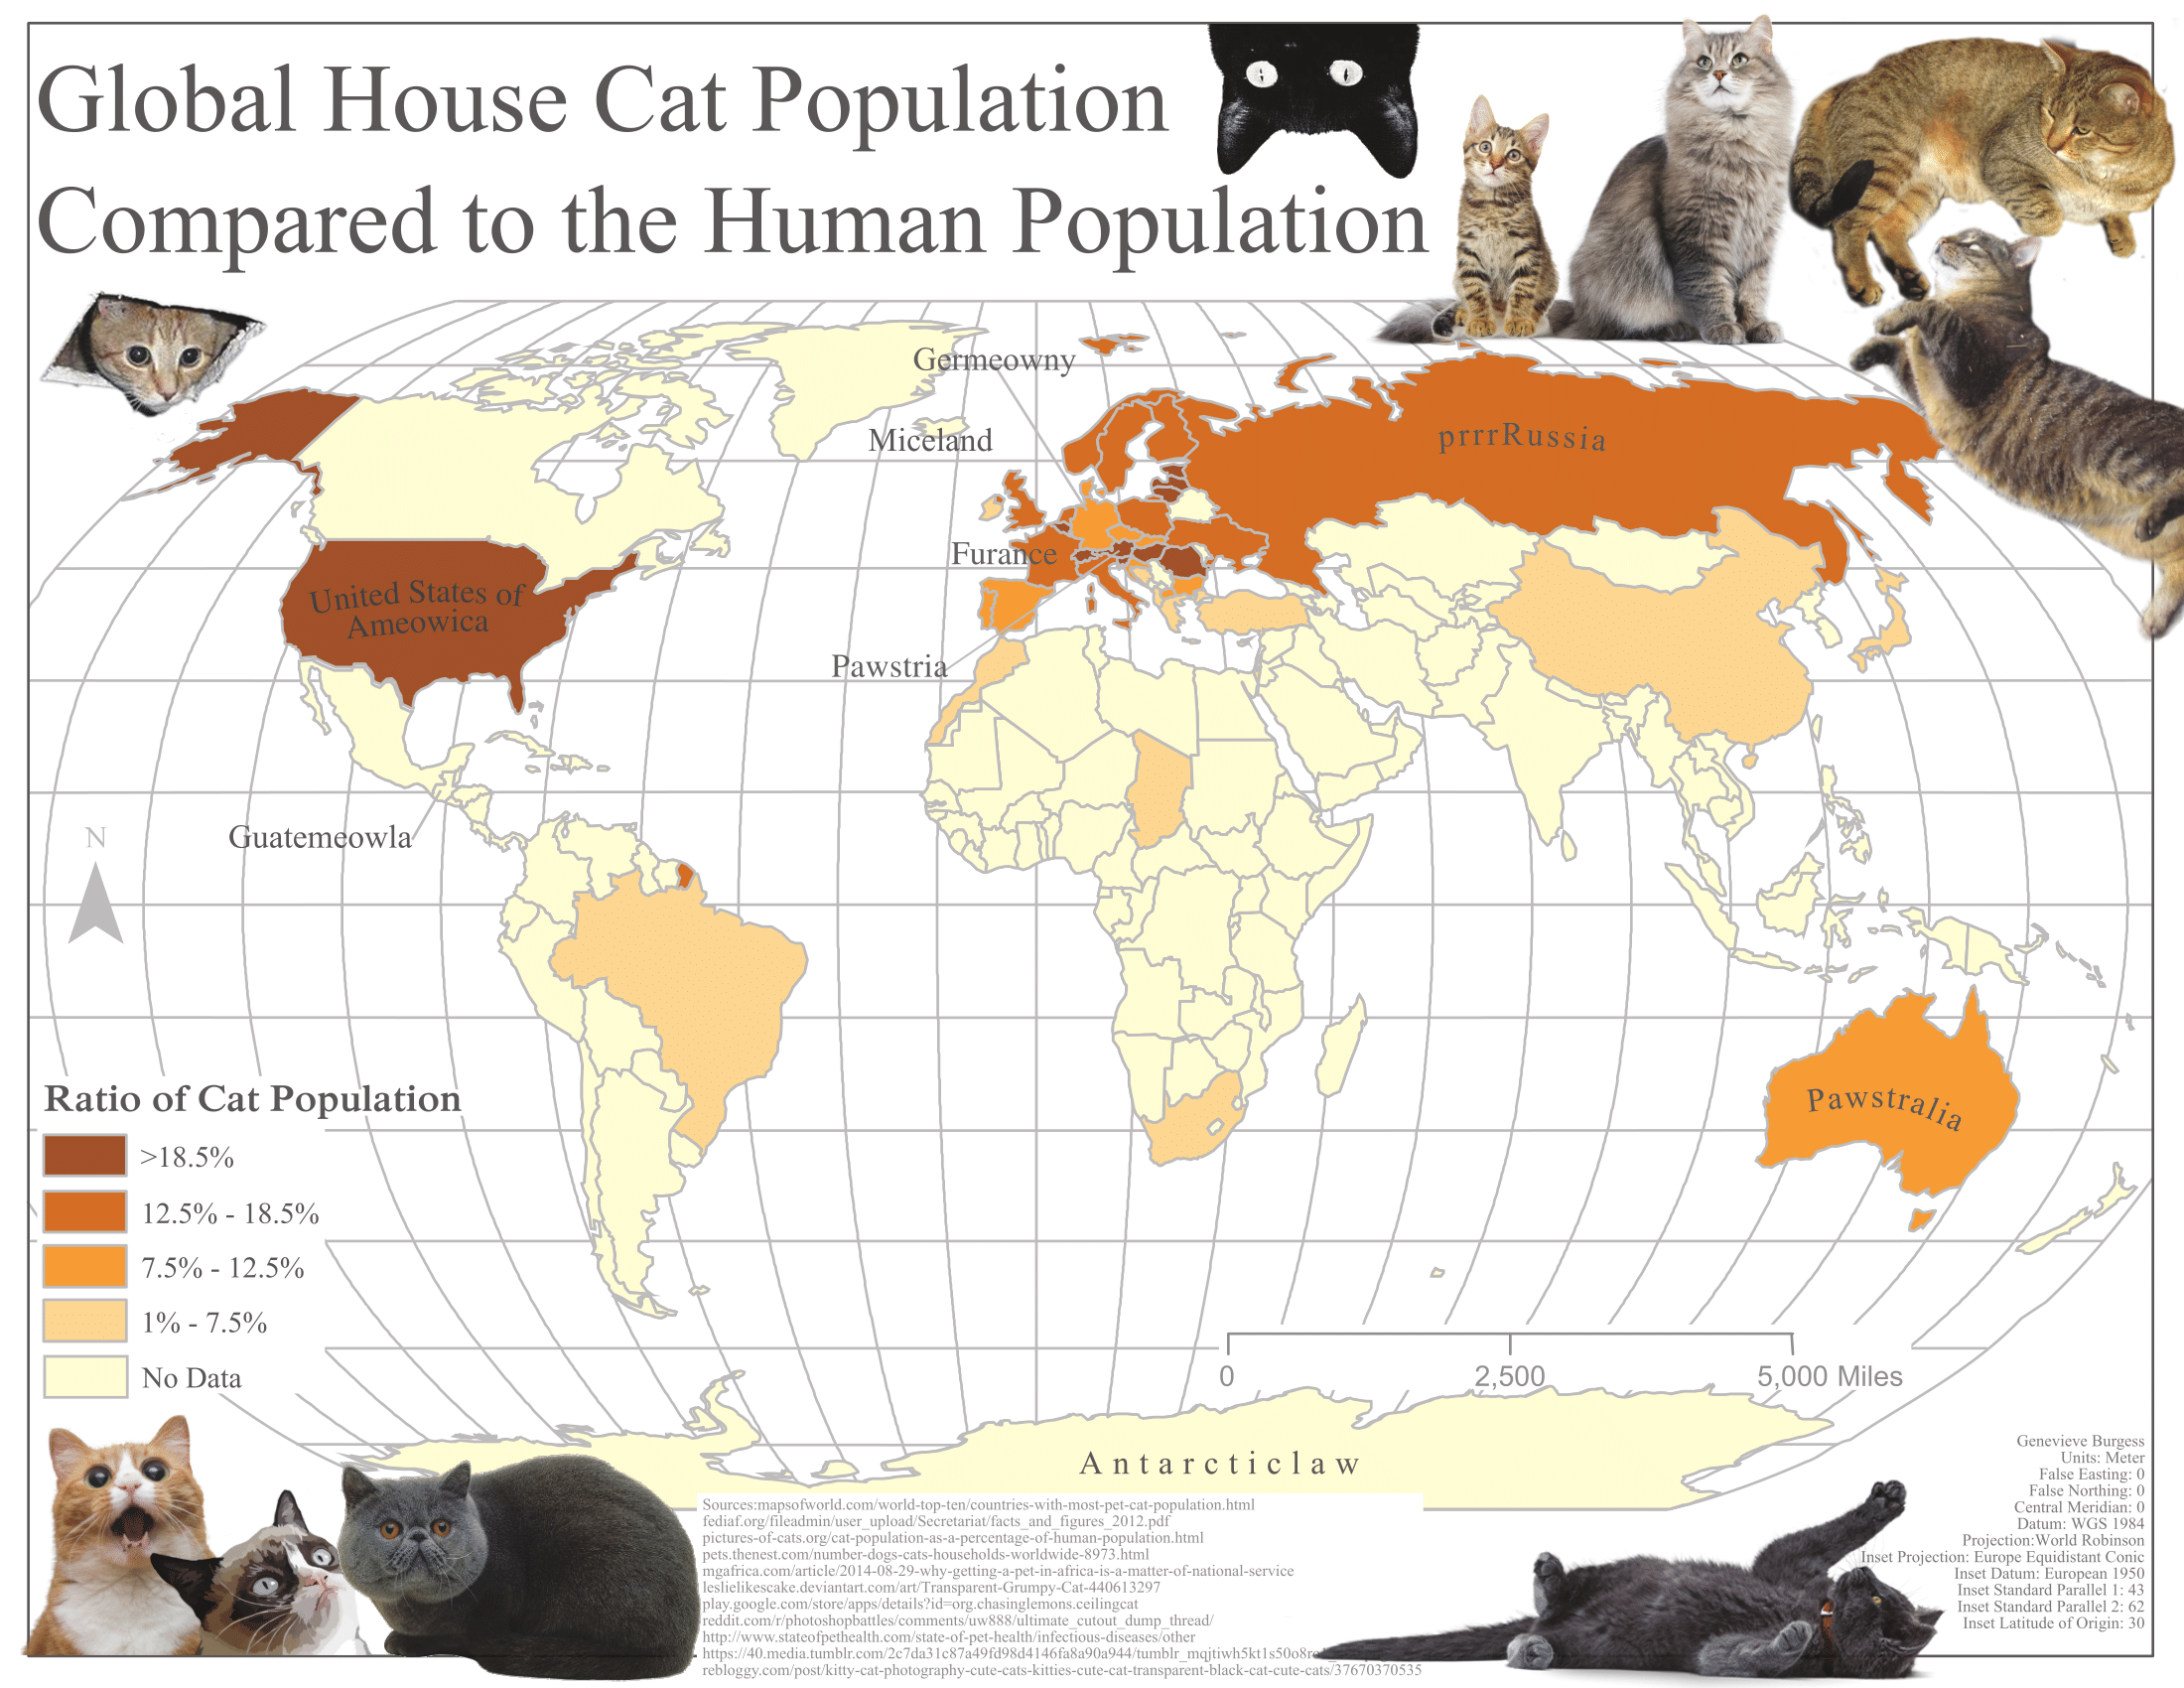 Global House Cat Population
Compared to the Human Population
Germeowny
Miceland
prrrRussia
Furance
United States of
Ameowica
Pawstria
Guatemeowla
N
Pawstralia
Ratio of Cat Population
>18.5%
12.5% - 18.5%
7.5% - 12.5%
1% - 7.5%
No Data
0 2,500 5,000 Miles
Antarcticlaw
Sources:mapsofworld.com/world-top-ten/countries-with-most-pet-cat-population.html
fediaf.org/fileadmin/user_upload/Secretariat/facts_and_figures_2012.pdf
pictures-of-cats.org/cat-population-as-a-percentage-of-human-population.html
pets.thenest.com/number-dogs-cats-households-worldwide-8973.html
mgafrica.com/article/2014-08-29-why-getting-a-pet-in-africa-is-a-matter-of-national-service
leslielikescake.deviantart.com/art/Transparent-Grumpy-Cat-440613297
play.google.com/store/apps/details?id=org.chasinglemons.ceilingcat
reddit.com/r/photoshopbattles/comments/uw888/ultimate_cutout_dump_thread/
http://www.stateofpethealth.com/state-of-pet-health/infectious-diseases/other
rebloggy.com/post/kitty-cat-photography-cute-cats-kitties-cute-cat-transparent-black-cat-cute-cats/37670370535
Genevieve Burgess
Units: Meter
False Easting: 0
False Northing: 0
Central Meridian: 0
Datum: WGS 1984
Projection:World Robinson
Inset Projection: Europe Equidistant Conic
Inset Datum: European 1950
Inset Standard Parallel 1: 43
Inset Standard Parallel 2: 62
Inset Latitude of Origin: 30